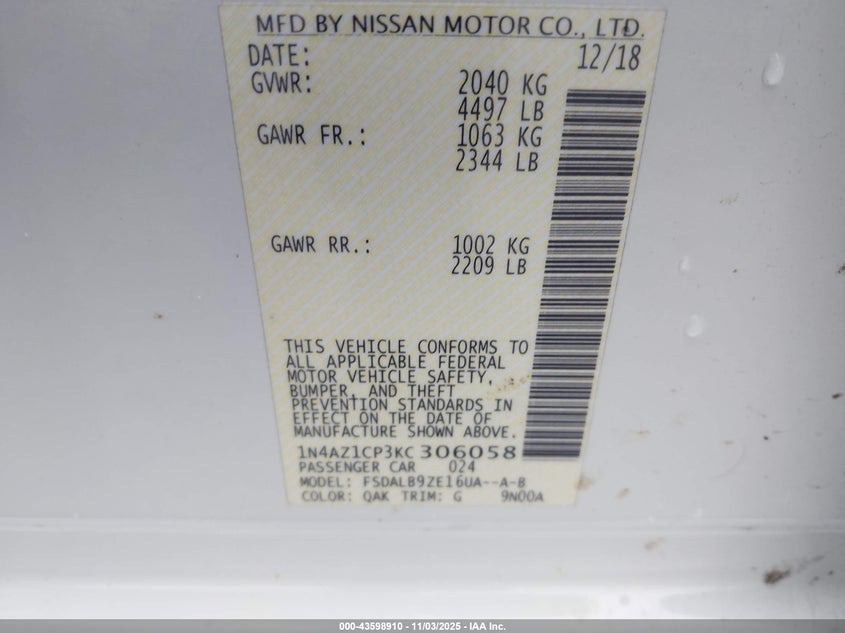 MFD BY NISSAN MOTOR CO., LTD.
DATE: 12/18
GVWR: 2040 KG
4497 LB
GAWR FR.: 1063 KG
2344 LB
GAWR RR.: 1002 KG
2209 LB
THIS VEHICLE CONFORMS TO
ALL APPLICABLE FEDERAL
MOTOR VEHICLE SAFETY,
BUMPER, AND THEFT
PREVENTION STANDARDS IN
EFFECT ON THE DATE OF
MANUFACTURE SHOWN ABOVE.
1N4AZ1CP3KC306058
PASSENGER CAR 024
MODEL: FSDALB9ZE16UA--A-B
COLOR: QAK TRIM: G 9N00A
000-43598910 - 11/03/2025 - IAA Inc.